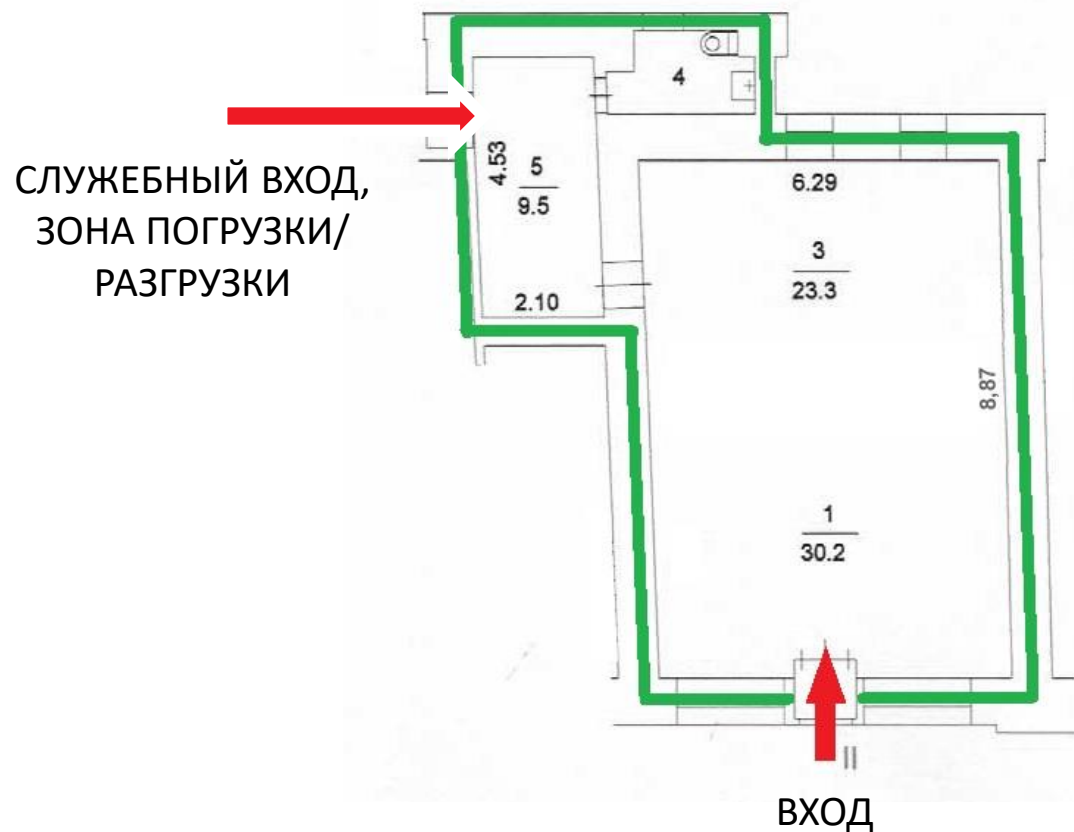 4
СЛУЖЕБНЫЙ ВХОД,
ЗОНА ПОГРУЗКИ/
РАЗГРУЗКИ
4.53
5
9.5
2.10
6.29
3
23.3
8,87
1
30.2
II
ВХОД